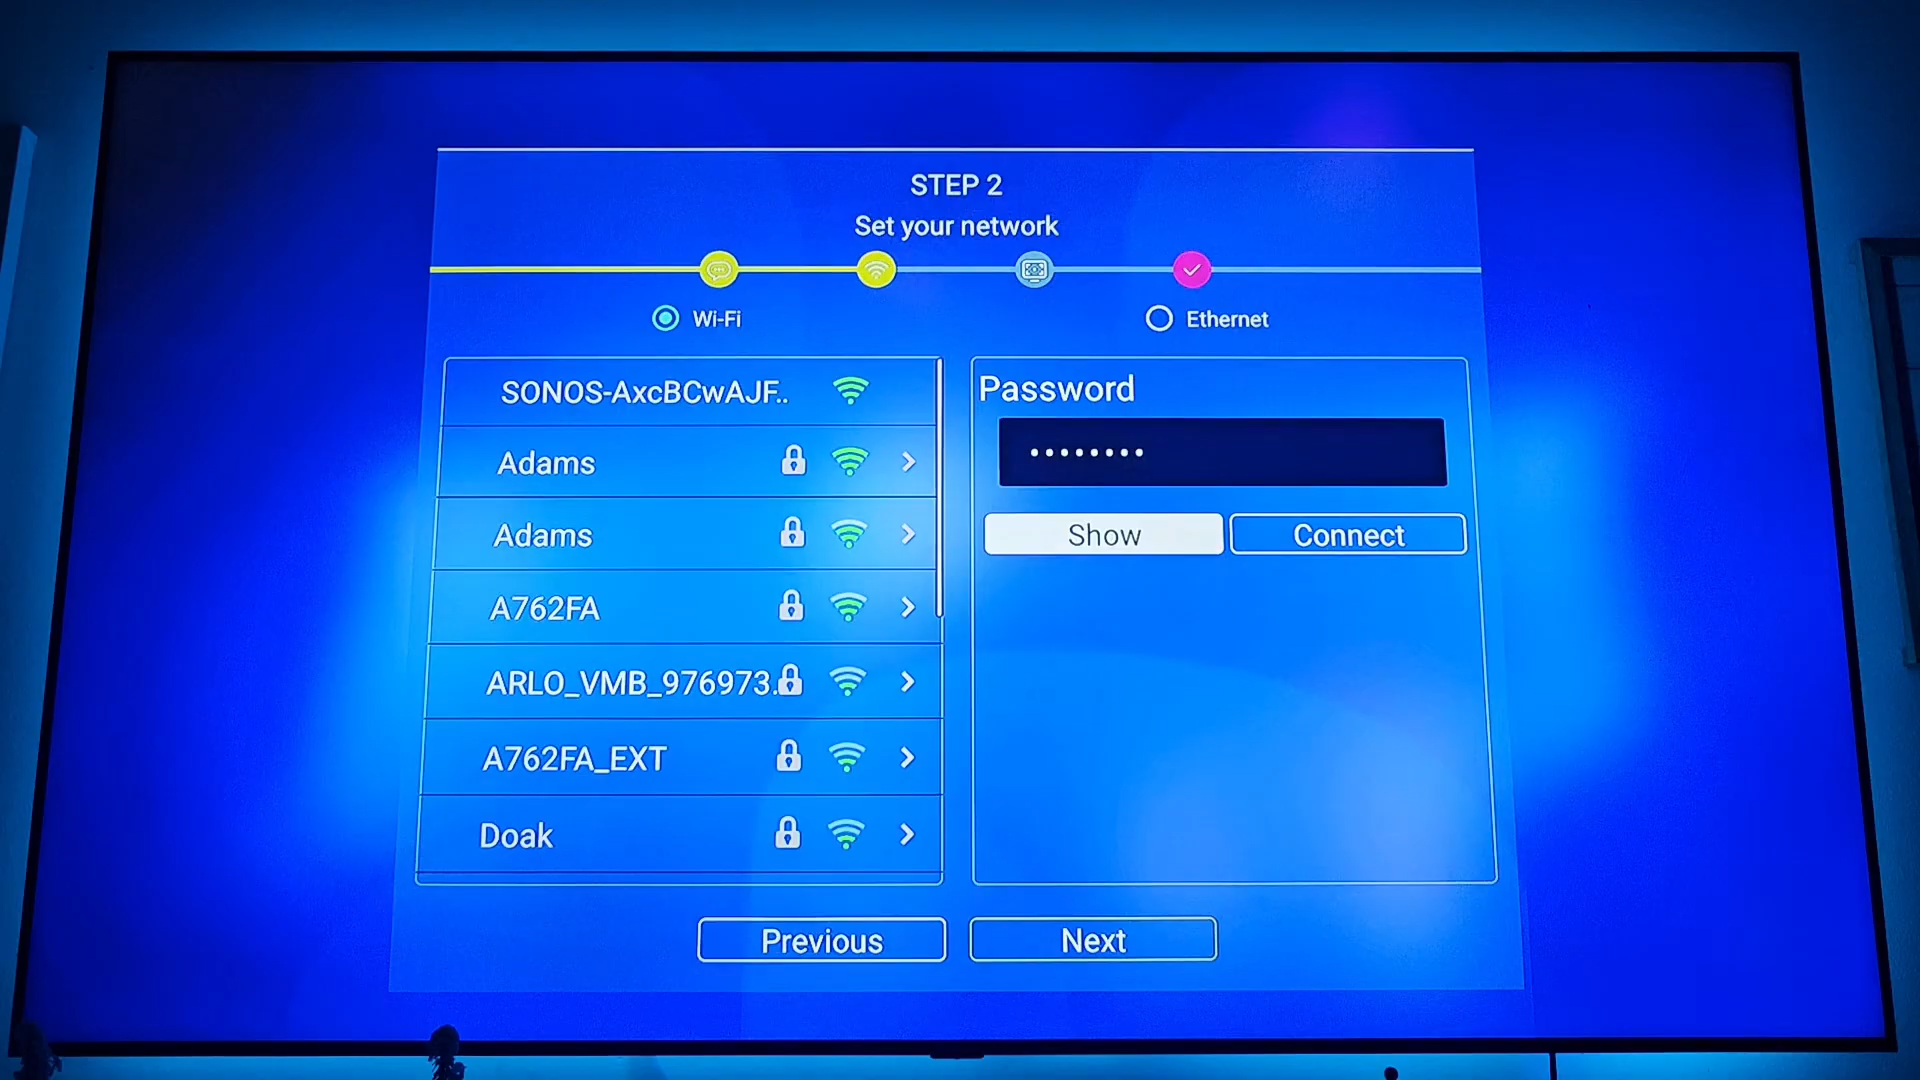 STEP 2
Set your network
Wi-Fi
Ethernet
SONOS-AxcBCwAJF..
Adams
Adams
A762FA
ARLO_VMB_976973.
A762FA_EXT
Doak
Password
••••••••
Show
Connect
Previous
Next